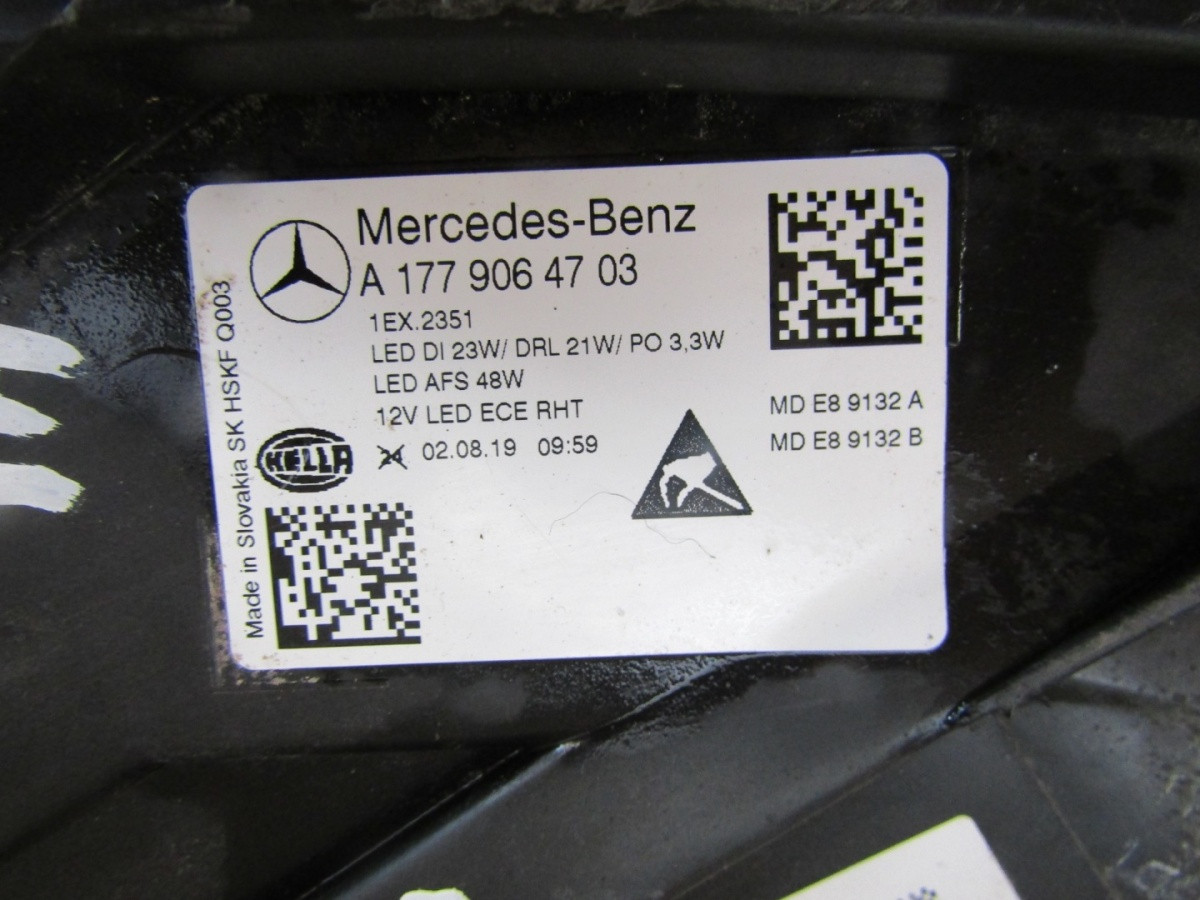 Mercedes-Benz
A 177 906 47 03
1EX.2351
LED DI 23W/ DRL 21W/ PO 3,3W
LED AFS 48W
12V LED ECE RHT
HELLA
02.08.19 09:59
MD E8 9132 A
MD E8 9132 B
Made in Slovakia SK HSKF Q003